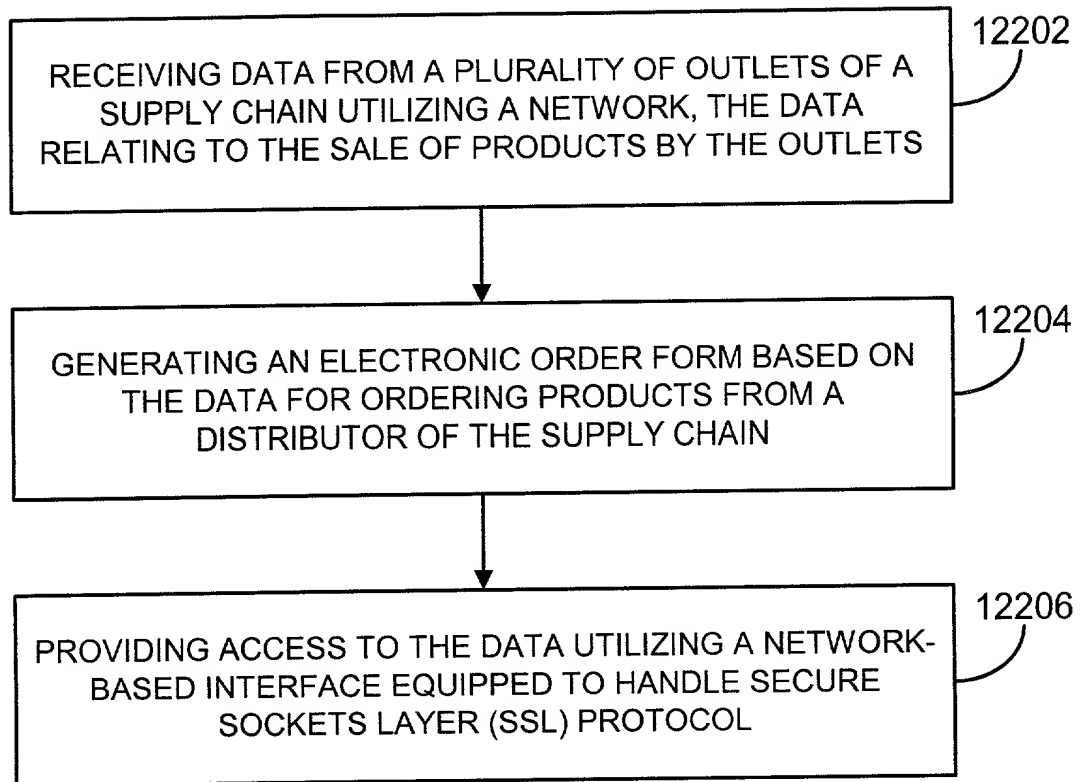 12202
RECEIVING DATA FROM A PLURALITY OF OUTLETS OF A
SUPPLY CHAIN UTILIZING A NETWORK, THE DATA
RELATING TO THE SALE OF PRODUCTS BY THE OUTLETS
12204
GENERATING AN ELECTRONIC ORDER FORM BASED ON
THE DATA FOR ORDERING PRODUCTS FROM A
DISTRIBUTOR OF THE SUPPLY CHAIN
12206
PROVIDING ACCESS TO THE DATA UTILIZING A NETWORK-
BASED INTERFACE EQUIPPED TO HANDLE SECURE
SOCKETS LAYER (SSL) PROTOCOL